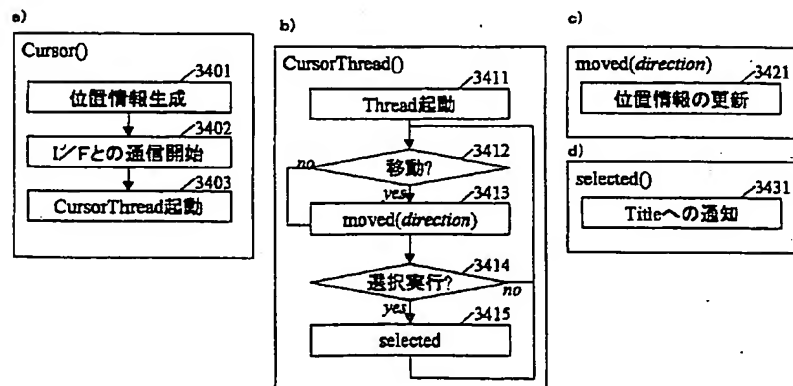 a)
Cursor()
3401
位置情報生成
3402
I/Fとの通信開始
3403
CursorThread起動
b)
CursorThread()
3411
Thread起動
3412
移動?
no
yes
3413
moved(direction)
3414
選択実行?
no
yes
3415
selected
c)
moved(direction)
3421
位置情報の更新
d)
selected()
3431
Titleへの通知